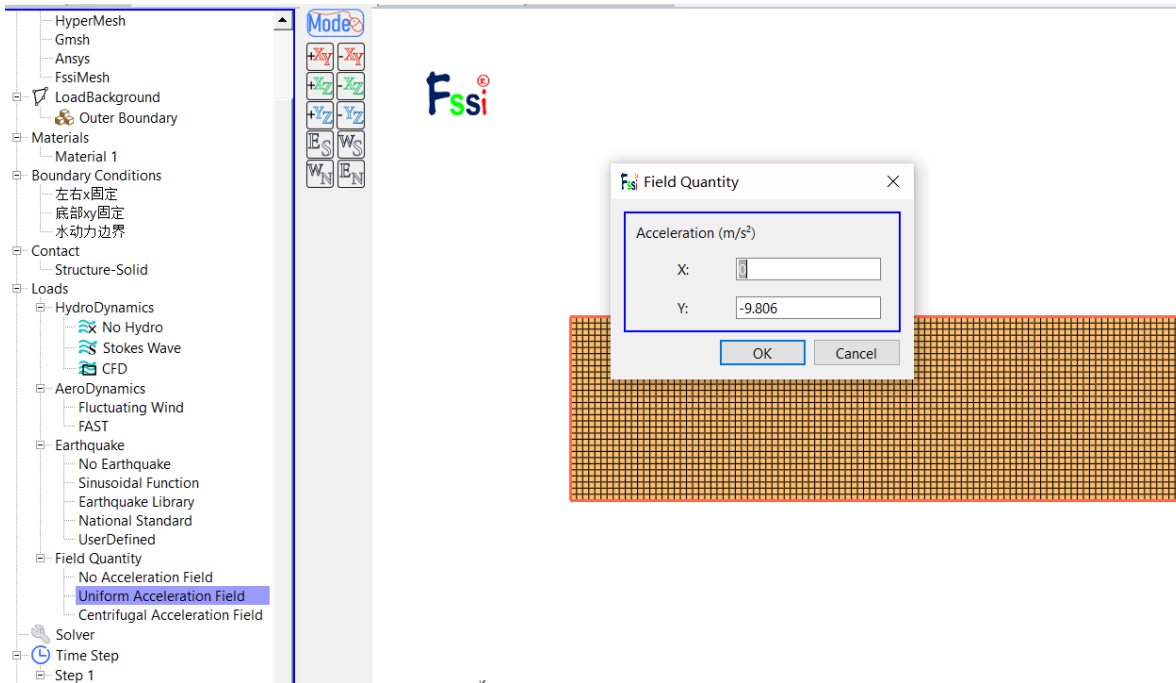 HyperMesh
Gmsh
Ansys
FssiMesh
LoadBackground
Outer Boundary
Materials
Material 1
Boundary Conditions
左右x固定
底部xy固定
水动力边界
Contact
Structure-Solid
Loads
HydroDynamics
No Hydro
Stokes Wave
CFD
AeroDynamics
Fluctuating Wind
FAST
Earthquake
No Earthquake
Sinusoidal Function
Earthquake Library
National Standard
UserDefined
Field Quantity
No Acceleration Field
Uniform Acceleration Field
Centrifugal Acceleration Field
Solver
Time Step
Step 1
Mode
+XY -XY
+XZ -XZ
+YZ -YZ
ES WS
WN EN
Fssi®
Fssi Field Quantity
Acceleration (m/s²)
X: 0
Y: -9.806
OK Cancel